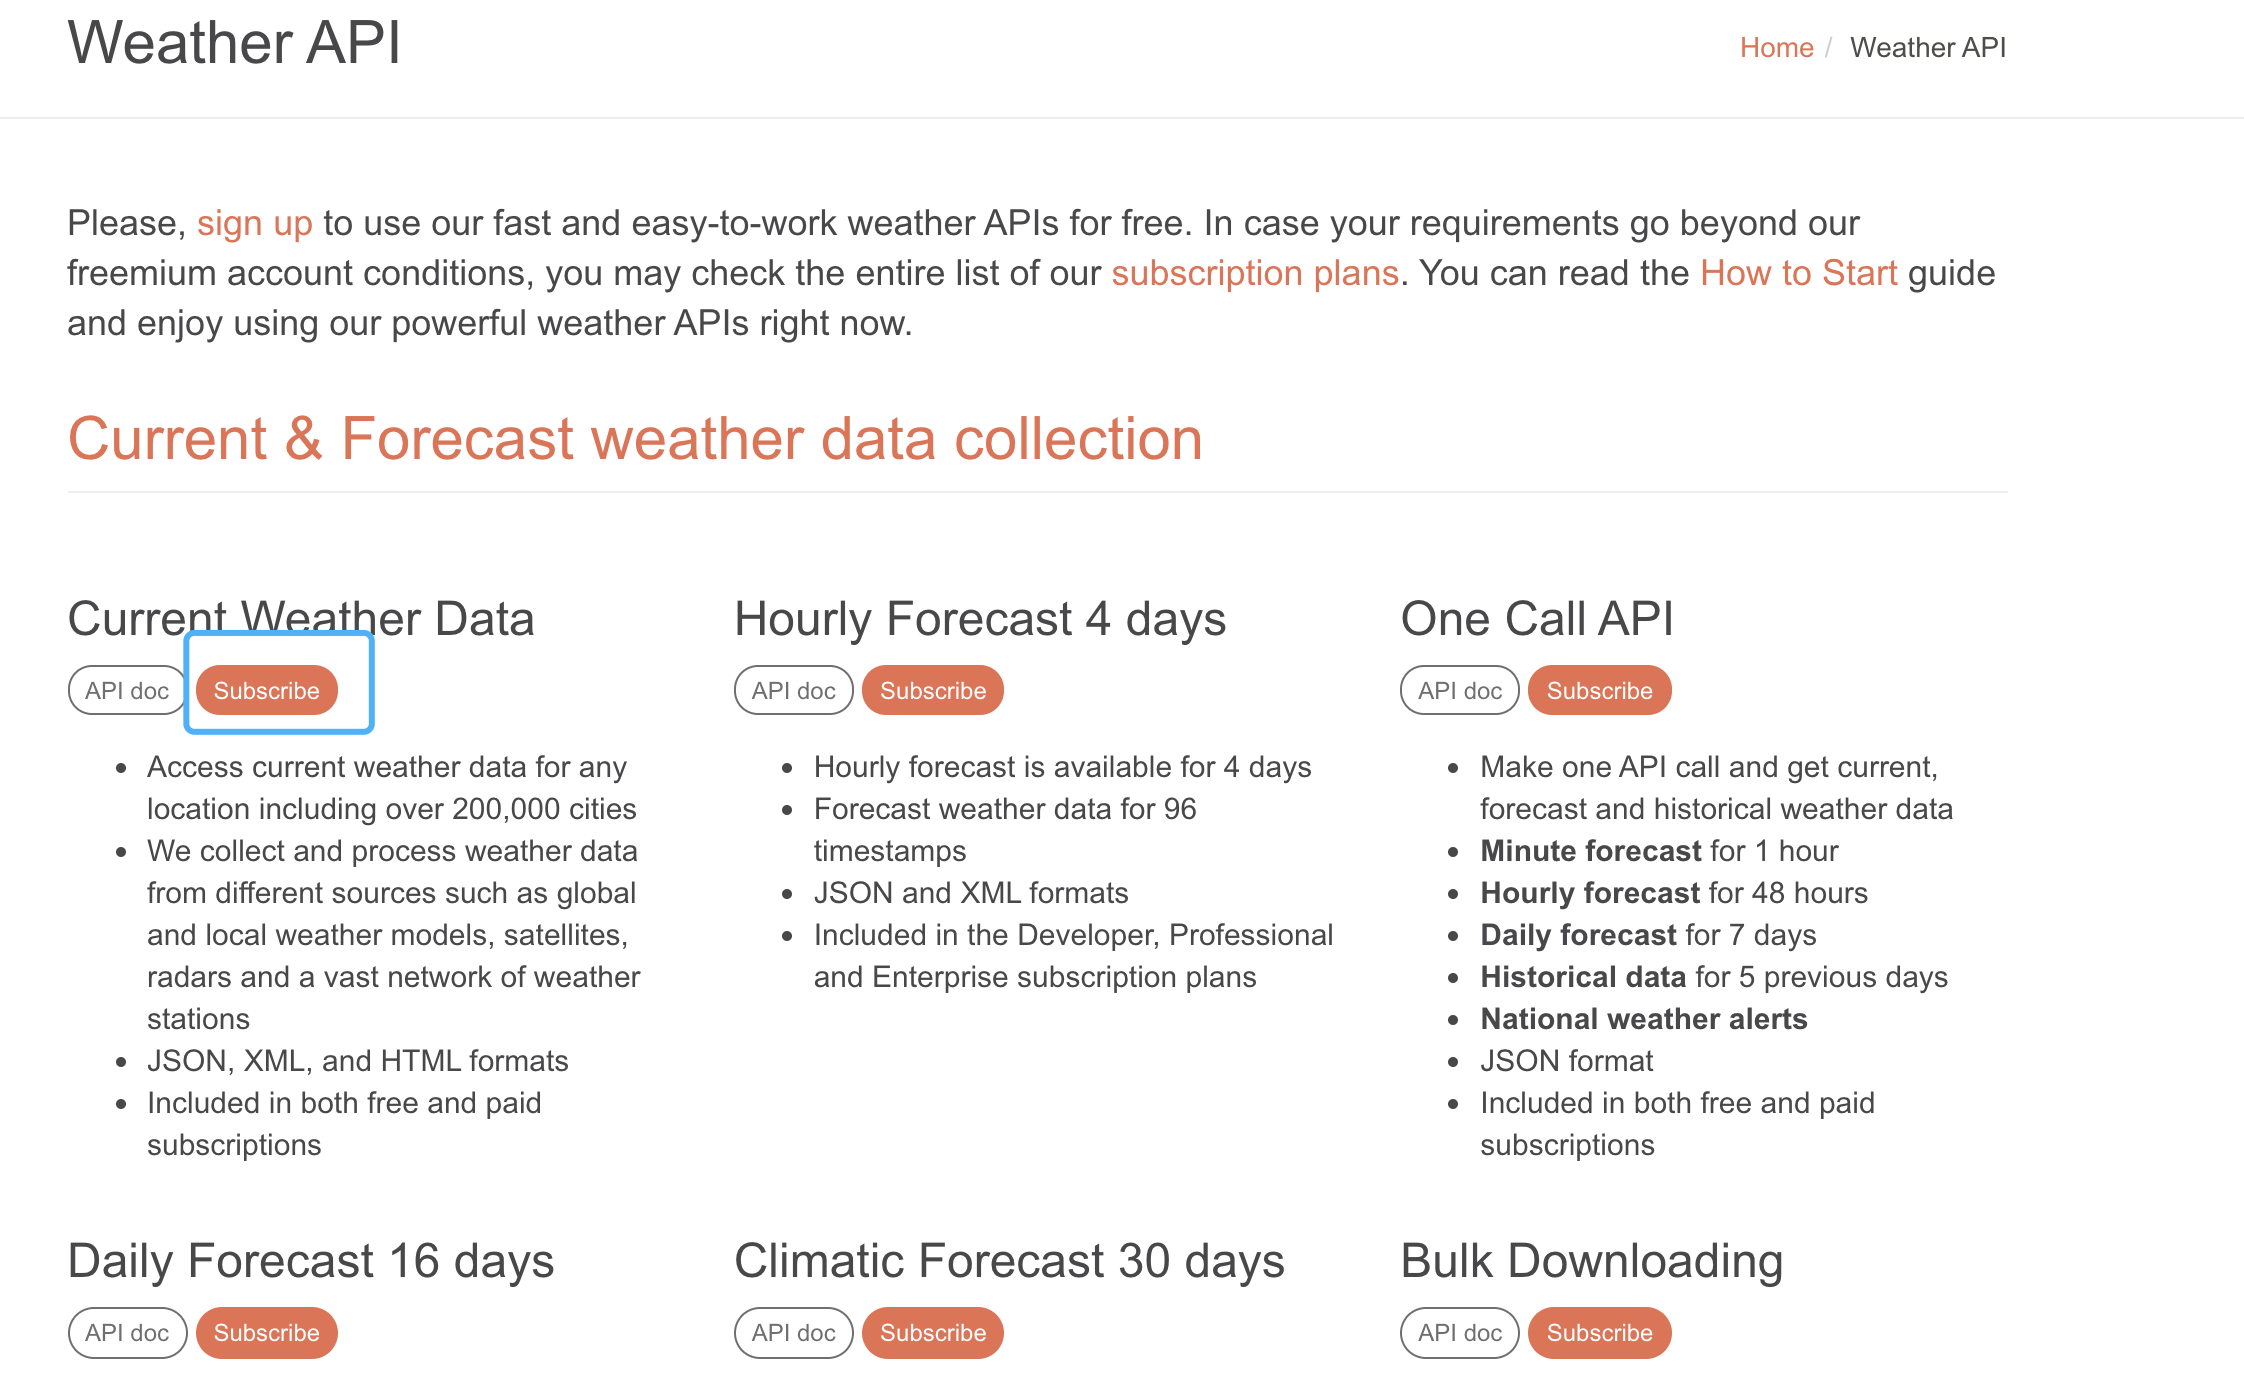 Weather API
Home / Weather API
Please, sign up to use our fast and easy-to-work weather APIs for free. In case your requirements go beyond our
freemium account conditions, you may check the entire list of our subscription plans. You can read the How to Start guide
and enjoy using our powerful weather APIs right now.
Current & Forecast weather data collection
Current Weather Data
API doc Subscribe
• Access current weather data for any
location including over 200,000 cities
• We collect and process weather data
from different sources such as global
and local weather models, satellites,
radars and a vast network of weather
stations
• JSON, XML, and HTML formats
• Included in both free and paid
subscriptions
Hourly Forecast 4 days
API doc Subscribe
• Hourly forecast is available for 4 days
• Forecast weather data for 96
timestamps
• JSON and XML formats
• Included in the Developer, Professional
and Enterprise subscription plans
One Call API
API doc Subscribe
• Make one API call and get current,
forecast and historical weather data
• Minute forecast for 1 hour
• Hourly forecast for 48 hours
• Daily forecast for 7 days
• Historical data for 5 previous days
• National weather alerts
• JSON format
• Included in both free and paid
subscriptions
Daily Forecast 16 days
API doc Subscribe
Climatic Forecast 30 days
API doc Subscribe
Bulk Downloading
API doc Subscribe